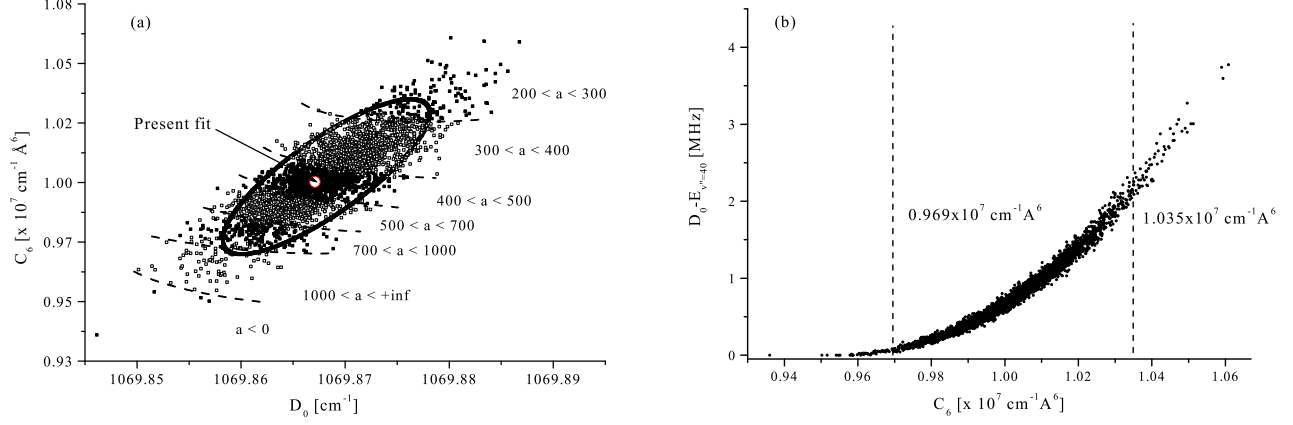 (a)
1.08
1.05
1.02
1.00
0.97
0.95
0.93
C6 [x 10^7 cm^-1 Å^6]
Present fit
200 < a < 300
300 < a < 400
400 < a < 500
500 < a < 700
700 < a < 1000
1000 < a < +inf
a < 0
1069.85 1069.86 1069.87 1069.88 1069.89
D0 [cm^-1]
(b)
4
3
2
1
0
D0-Ev''=40 [MHz]
0.969x10^7 cm^-1A^6
1.035x10^7 cm^-1A^6
0.94 0.96 0.98 1.00 1.02 1.04 1.06
C6 [x 10^7 cm^-1A^6]